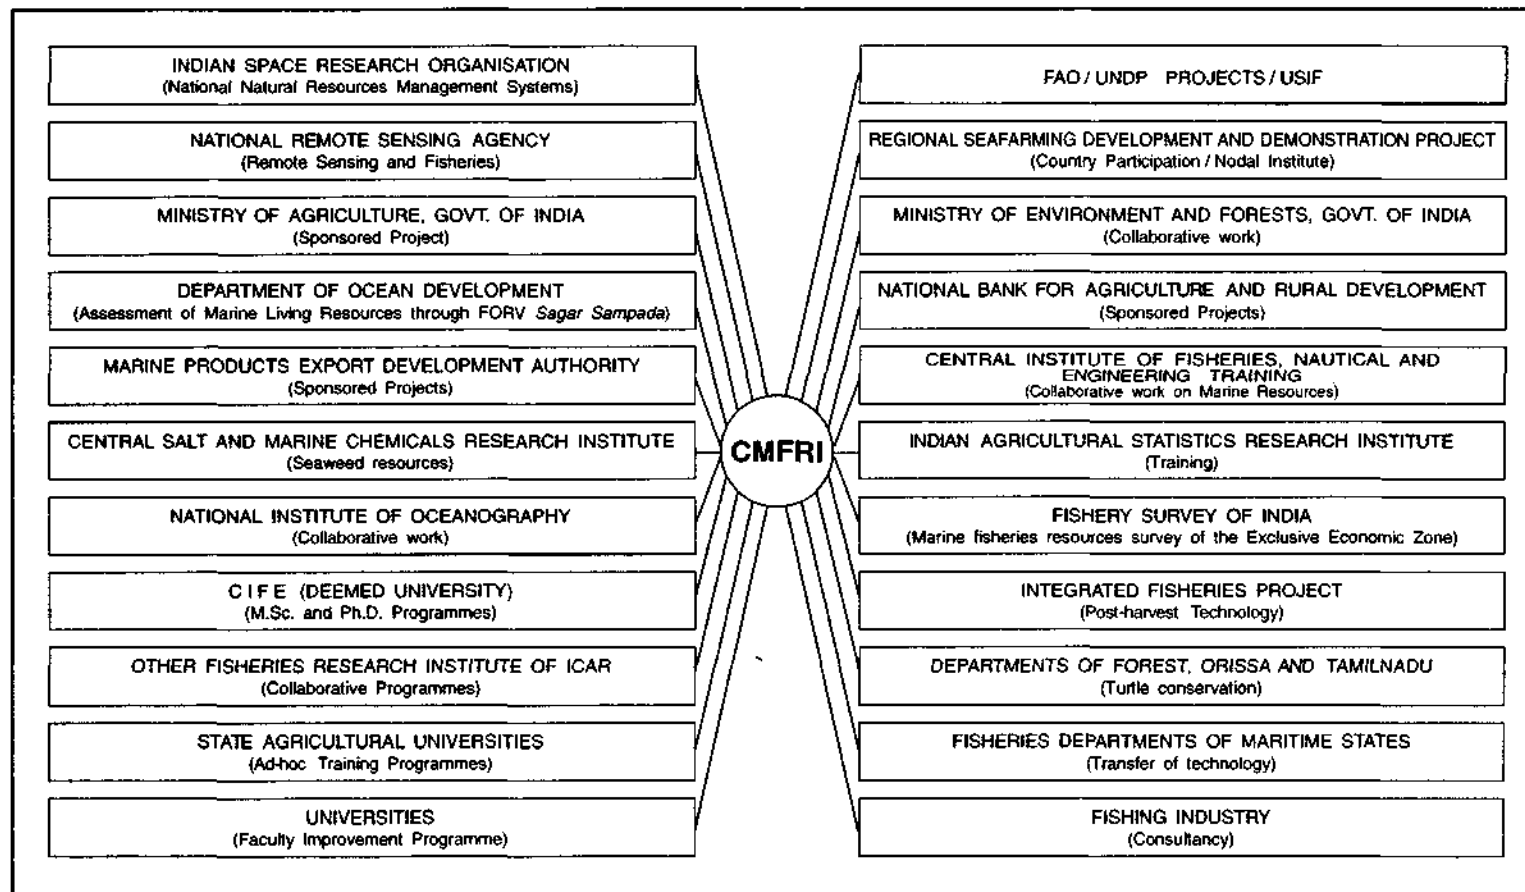 INDIAN SPACE RESEARCH ORGANISATION
(National Natural Resources Management Systems)
NATIONAL REMOTE SENSING AGENCY
(Remote Sensing and Fisheries)
MINISTRY OF AGRICULTURE, GOVT. OF INDIA
(Sponsored Project)
DEPARTMENT OF OCEAN DEVELOPMENT
(Assessment of Marine Living Resources through FORV Sagar Sampada)
MARINE PRODUCTS EXPORT DEVELOPMENT AUTHORITY
(Sponsored Projects)
CENTRAL SALT AND MARINE CHEMICALS RESEARCH INSTITUTE
(Seaweed resources)
NATIONAL INSTITUTE OF OCEANOGRAPHY
(Collaborative work)
C I F E (DEEMED UNIVERSITY)
(M.Sc. and Ph.D. Programmes)
OTHER FISHERIES RESEARCH INSTITUTE OF ICAR
(Collaborative Programmes)
STATE AGRICULTURAL UNIVERSITIES
(Ad-hoc Training Programmes)
UNIVERSITIES
(Faculty Improvement Programme)
CMFRI
FAO / UNDP PROJECTS / USIF
REGIONAL SEAFARMING DEVELOPMENT AND DEMONSTRATION PROJECT
(Country Participation / Nodal Institute)
MINISTRY OF ENVIRONMENT AND FORESTS, GOVT. OF INDIA
(Collaborative work)
NATIONAL BANK FOR AGRICULTURE AND RURAL DEVELOPMENT
(Sponsored Projects)
CENTRAL INSTITUTE OF FISHERIES, NAUTICAL AND
ENGINEERING TRAINING
(Collaborative work on Marine Resources)
INDIAN AGRICULTURAL STATISTICS RESEARCH INSTITUTE
(Training)
FISHERY SURVEY OF INDIA
(Marine fisheries resources survey of the Exclusive Economic Zone)
INTEGRATED FISHERIES PROJECT
(Post-harvest Technology)
DEPARTMENTS OF FOREST, ORISSA AND TAMILNADU
(Turtle conservation)
FISHERIES DEPARTMENTS OF MARITIME STATES
(Transfer of technology)
FISHING INDUSTRY
(Consultancy)